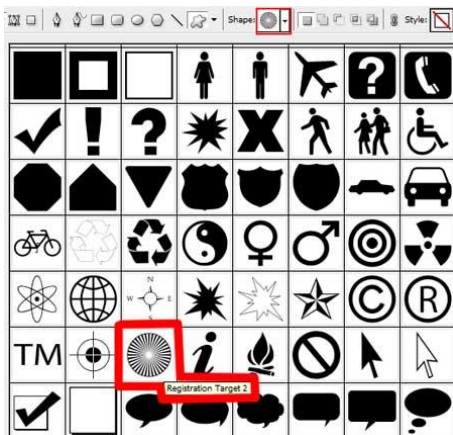 Shape:
Style:
?
!
?
X
N
W
E
S
C
R
TM
i
Registration Target 2